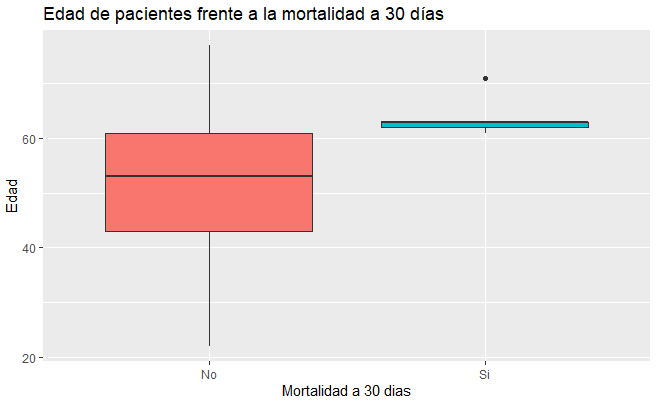 Edad de pacientes frente a la mortalidad a 30 días
60
40
20
Edad
No
Si
Mortalidad a 30 dias